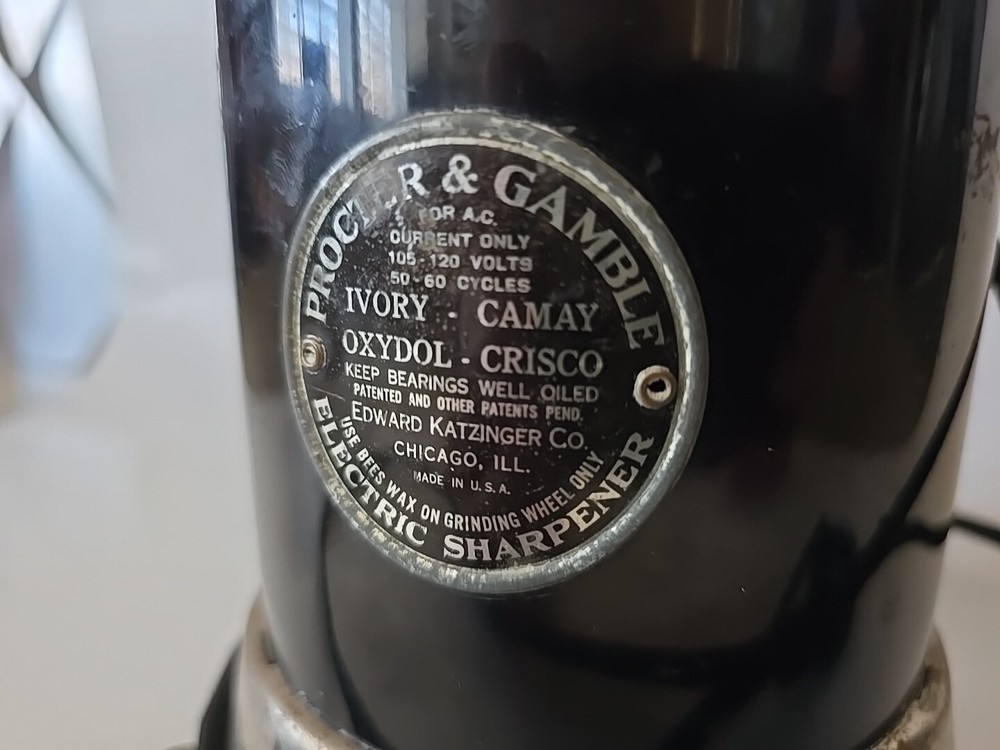 PROCTER & GAMBLE
FOR A.C.
CURRENT ONLY
105-120 VOLTS
50-60 CYCLES
IVORY - CAMAY
OXYDOL - CRISCO
KEEP BEARINGS WELL OILED
PATENTED AND OTHER PATENTS PEND.
EDWARD KATZINGER CO.
CHICAGO, ILL.
MADE IN U.S.A.
USE BEES WAX ON GRINDING WHEEL ONLY
ELECTRIC SHARPENER